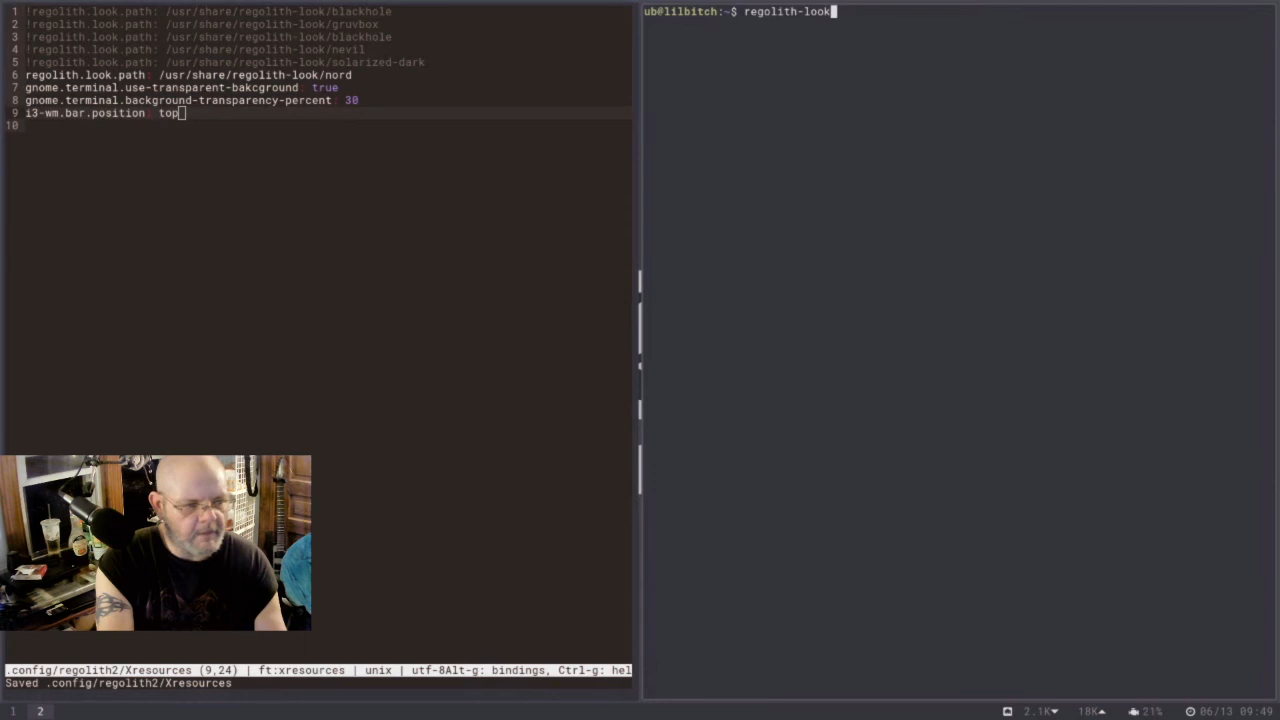 1 !regolith.look.path: /usr/share/regolith-look/blackhole
2 !regolith.look.path: /usr/share/regolith-look/gruvbox
3 !regolith.look.path: /usr/share/regolith-look/blackhole
4 !regolith.look.path: /usr/share/regolith-look/nevil
5 !regolith.look.path: /usr/share/regolith-look/solarized-dark
6 regolith.look.path: /usr/share/regolith-look/nord
7 gnome.terminal.use-transparent-bakcground: true
8 gnome.terminal.background-transparency-percent: 30
9 i3-wm.bar.position: top
10
.config/regolith2/Xresources (9,24) | ft:xresources | unix | utf-8Alt-g: bindings, Ctrl-g: hel
Saved .config/regolith2/Xresources
ub@lilbitch:~$ regolith-look
1 2
2.1K 18K 21% 06/13 09:49